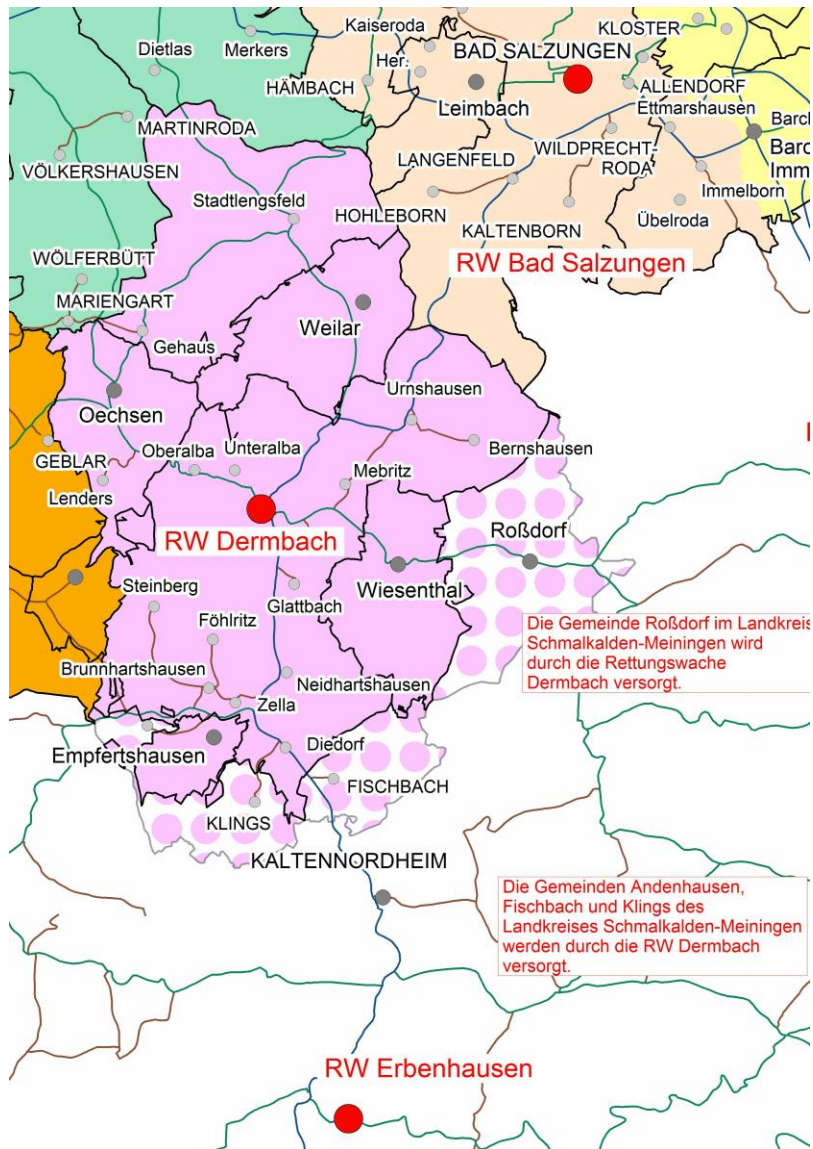 Kaiseroda
KLOSTER
Dietlas
Merkers
Her.
BAD SALZUNGEN
HÄMBACH
Leimbach
ALLENDORF
Ettmarshausen
MARTINRODA
Barch
Barc
Imm
VÖLKERSHAUSEN
LANGENFELD
WILDPRECHT-
RODA
Immelborn
Stadtlengsfeld
HOHLEBORN
KALTENBORN
Übelroda
WÖLFERBÜTT
RW Bad Salzungen
MARIENGART
Gehaus
Weilar
Oechsen
Urnshausen
GEBLAR
Oberalba
Unteralba
Bernshausen
Lenders
Mebritz
RW Dermbach
Roßdorf
Steinberg
Glattbach
Wiesenthal
Föhlritz
Die Gemeinde Roßdorf im Landkreis
Schmalkalden-Meiningen wird
durch die Rettungswache
Dermbach versorgt.
Brunnhartshausen
Neidhartshausen
Zella
Empfertshausen
Diedorf
FISCHBACH
KLINGS
KALTENNORDHEIM
Die Gemeinden Andenhausen,
Fischbach und Klings des
Landkreises Schmalkalden-Meiningen
werden durch die RW Dermbach
versorgt.
RW Erbenhausen